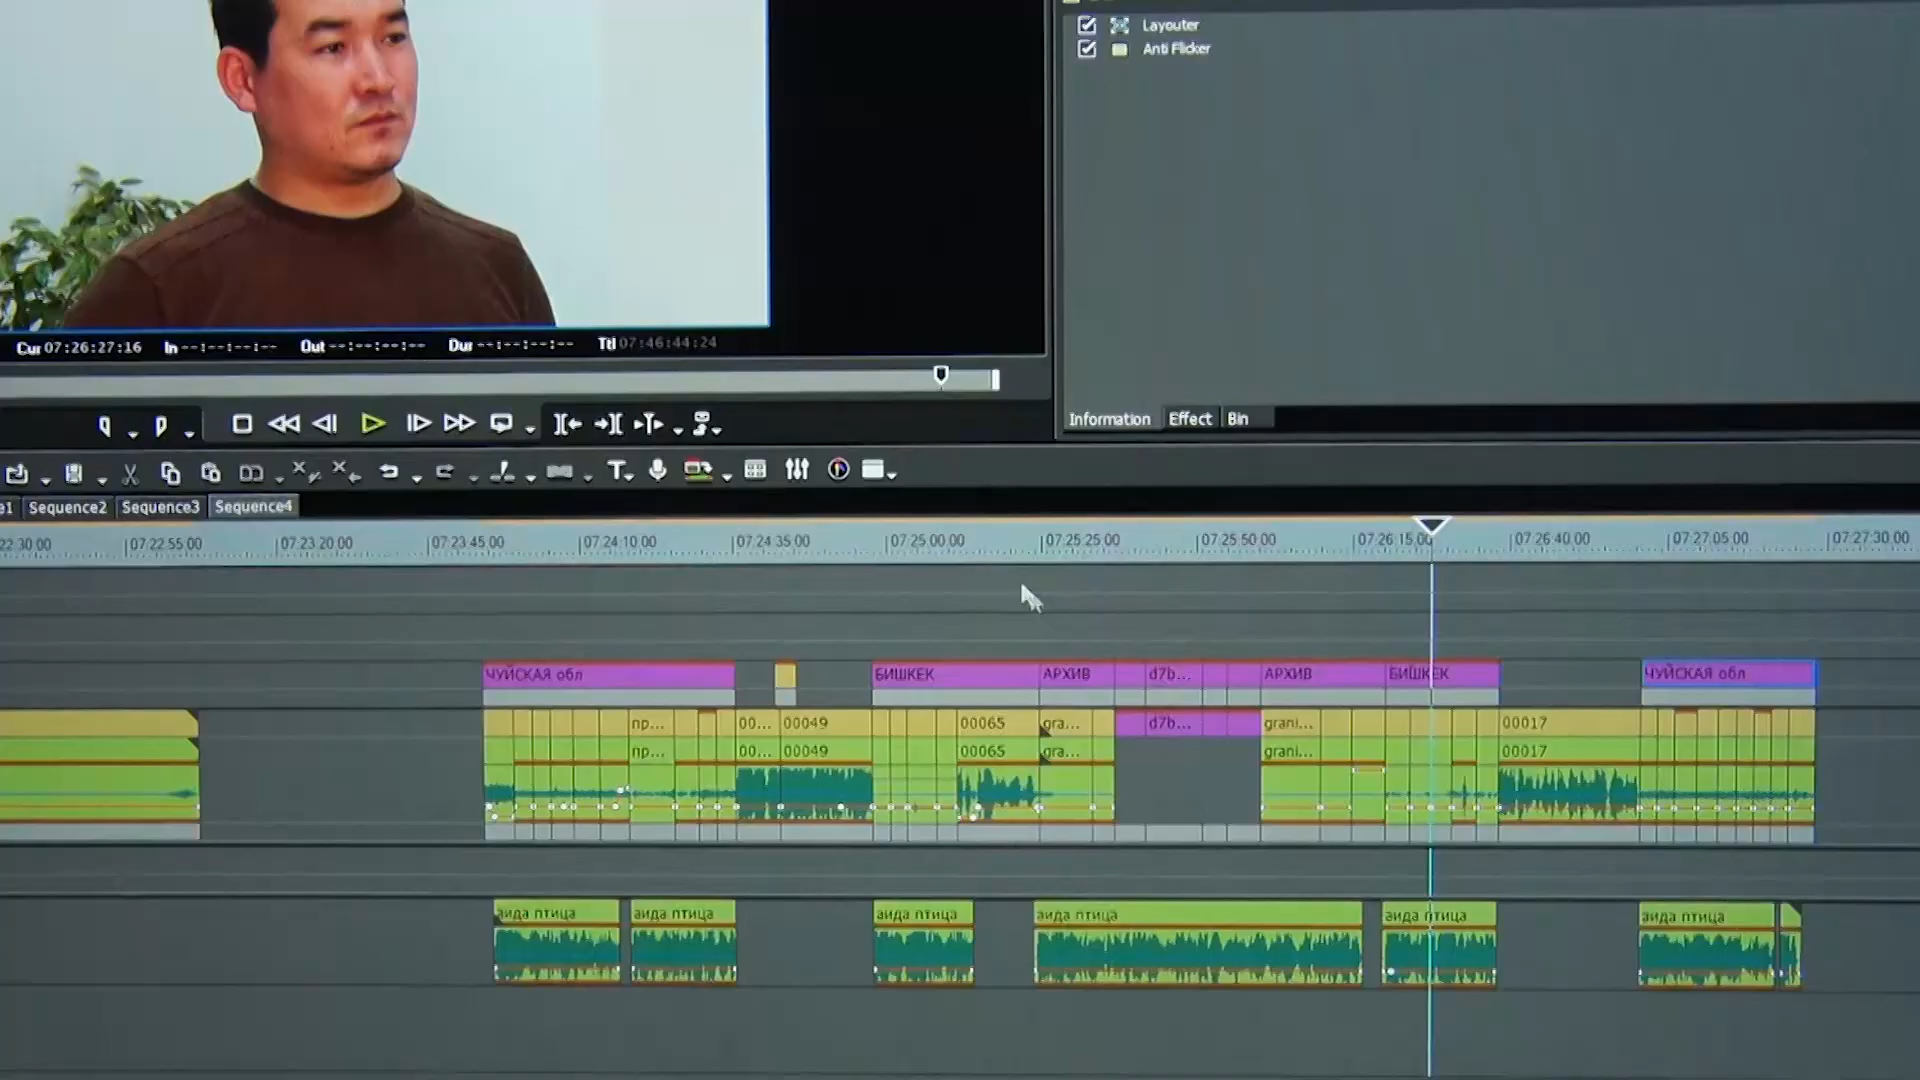 Layouter
Anti Flicker
Cur 07:26:27:16 In --:--:--:-- Out --:--:--:-- Dur --:--:--:-- Ttl 07:46:44:24
Information Effect Bin
e1 Sequence2 Sequence3 Sequence4
22:30:00 07:22:55:00 07:23:20:00 07:23:45:00 07:24:10:00 07:24:35:00 07:25:00:00 07:25:25:00 07:25:50:00 07:26:15:00 07:26:40:00 07:27:05:00 07:27:30:00
ЧУЙСКАЯ обл БИШКЕК АРХИВ d7b... АРХИВ БИШКЕК ЧУЙСКАЯ обл
пр... 00... 00049 00065 gra... d7b... grani... 00017
пр... 00... 00049 00065 gra... grani... 00017
аида птица аида птица аида птица аида птица аида птица аида птица